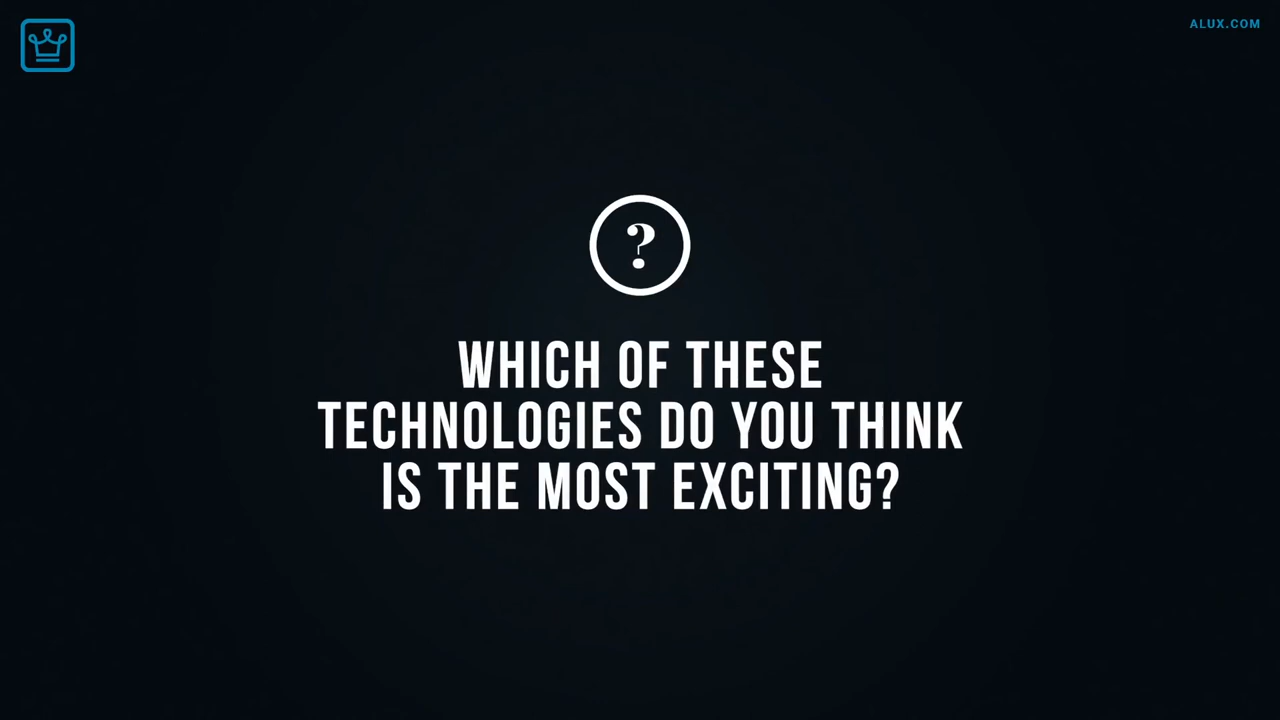 ALUX.COM
?
WHICH OF THESE
TECHNOLOGIES DO YOU THINK
IS THE MOST EXCITING?